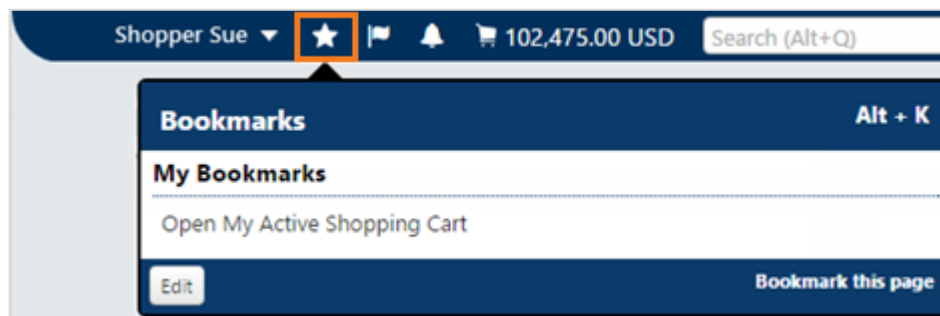 Shopper Sue 102,475.00 USD Search (Alt+Q)
Bookmarks Alt + K
My Bookmarks
Open My Active Shopping Cart
Edit Bookmark this page